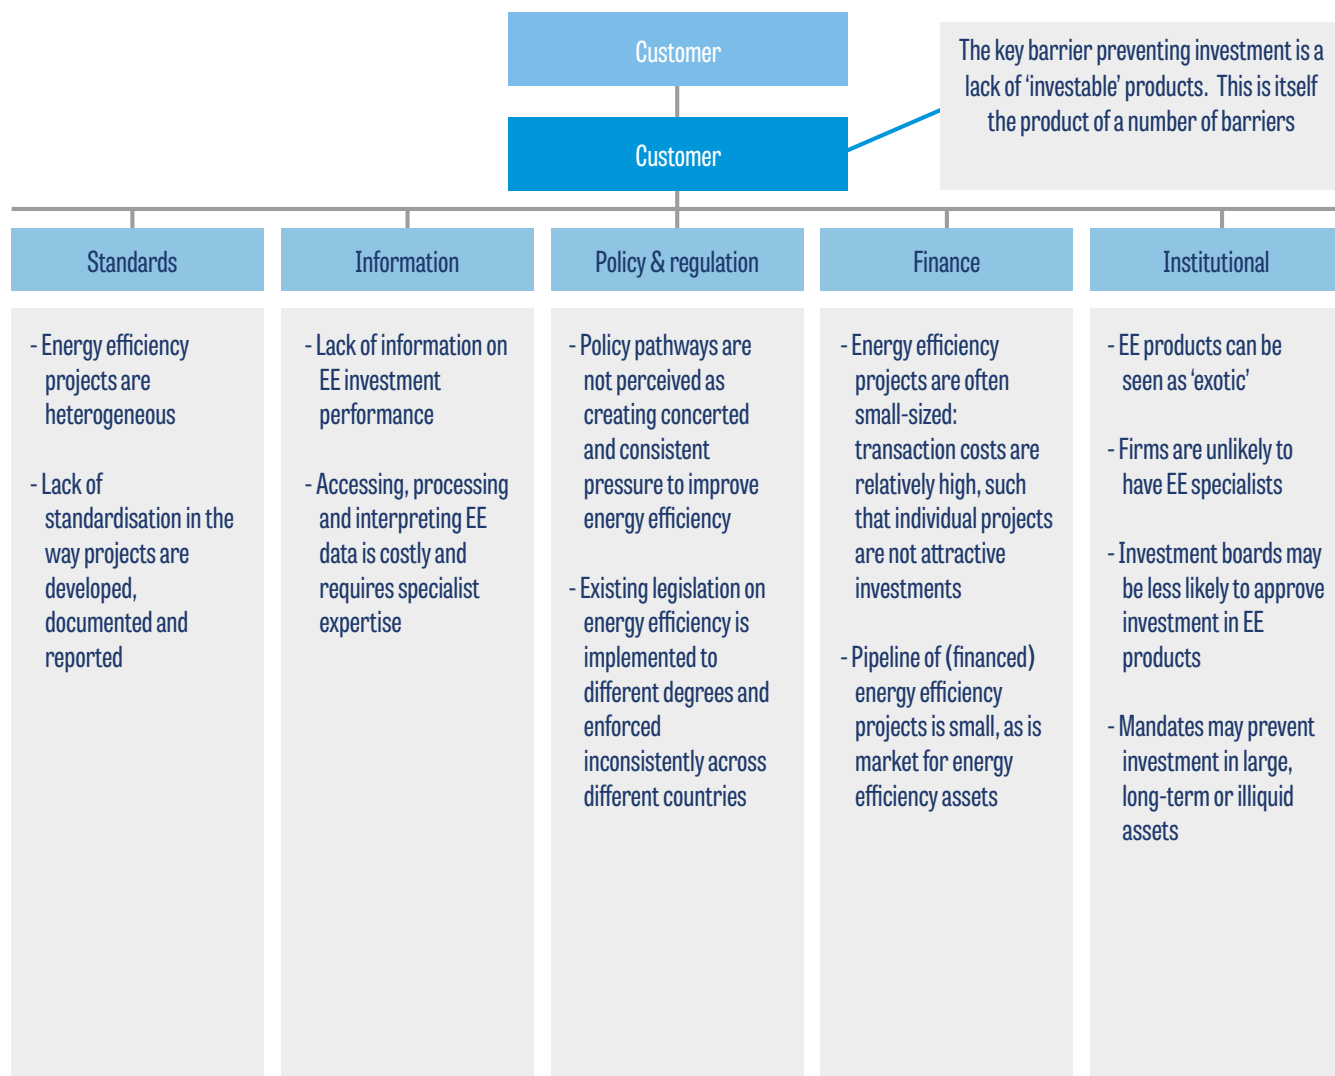 Customer
The key barrier preventing investment is a
lack of ‘investable’ products. This is itself
the product of a number of barriers
Customer
Standards
Information
Policy & regulation
Finance
Institutional
- Energy efficiency
projects are
heterogeneous
- Lack of
standardisation in the
way projects are
developed,
documented and
reported
- Lack of information on
EE investment
performance
- Accessing, processing
and interpreting EE
data is costly and
requires specialist
expertise
- Policy pathways are
not perceived as
creating concerted
and consistent
pressure to improve
energy efficiency
- Existing legislation on
energy efficiency is
implemented to
different degrees and
enforced
inconsistently across
different countries
- Energy efficiency
projects are often
small-sized:
transaction costs are
relatively high, such
that individual projects
are not attractive
investments
- Pipeline of (financed)
energy efficiency
projects is small, as is
market for energy
efficiency assets
- EE products can be
seen as ‘exotic’
- Firms are unlikely to
have EE specialists
- Investment boards may
be less likely to approve
investment in EE
products
- Mandates may prevent
investment in large,
long-term or illiquid
assets